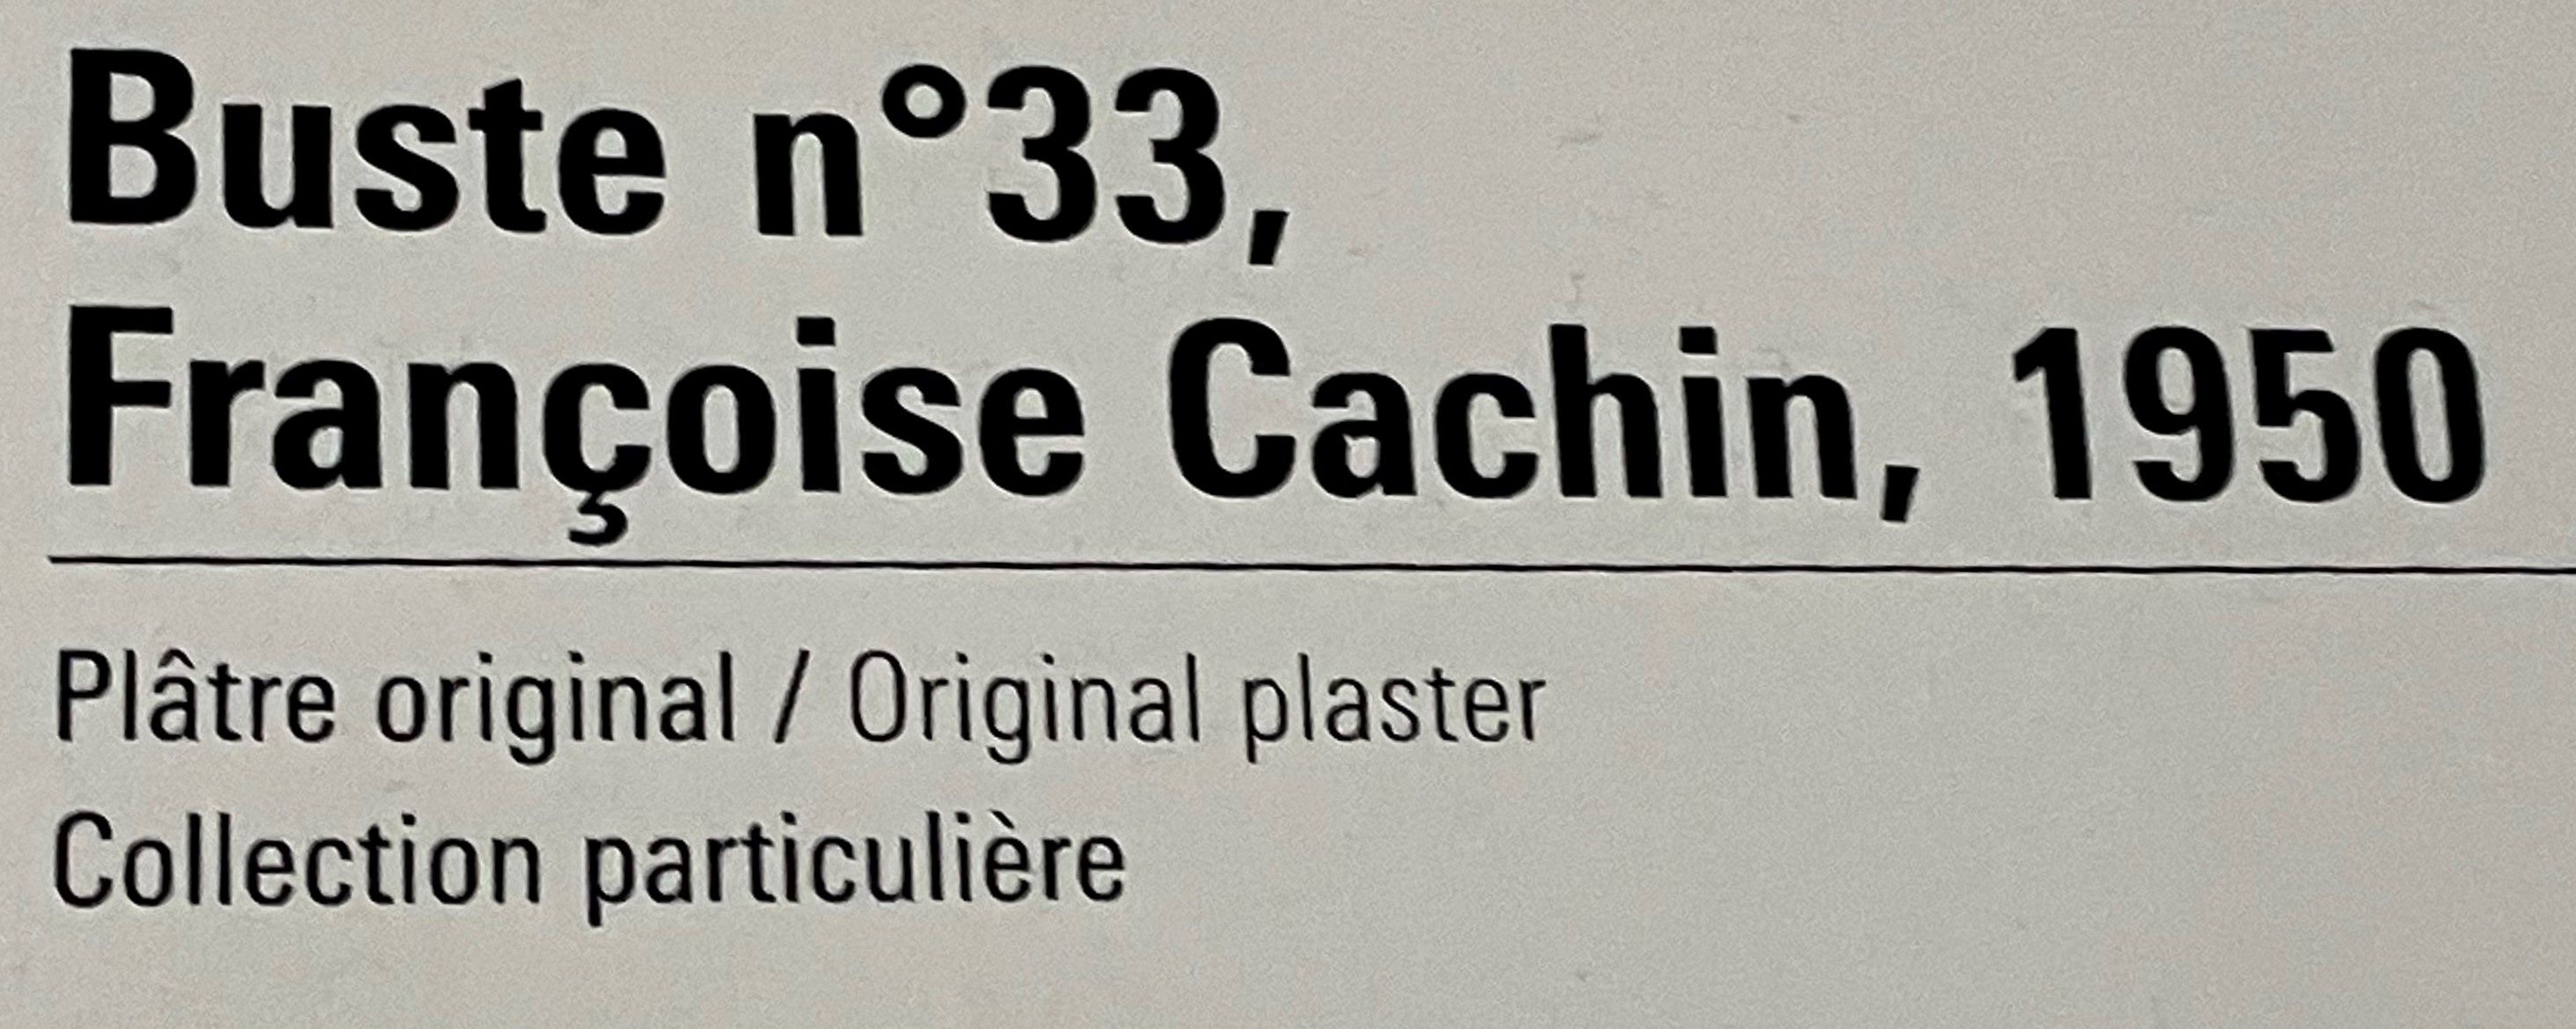 Buste n°33,
Françoise Cachin, 1950
Plâtre original / Original plaster
Collection particulière